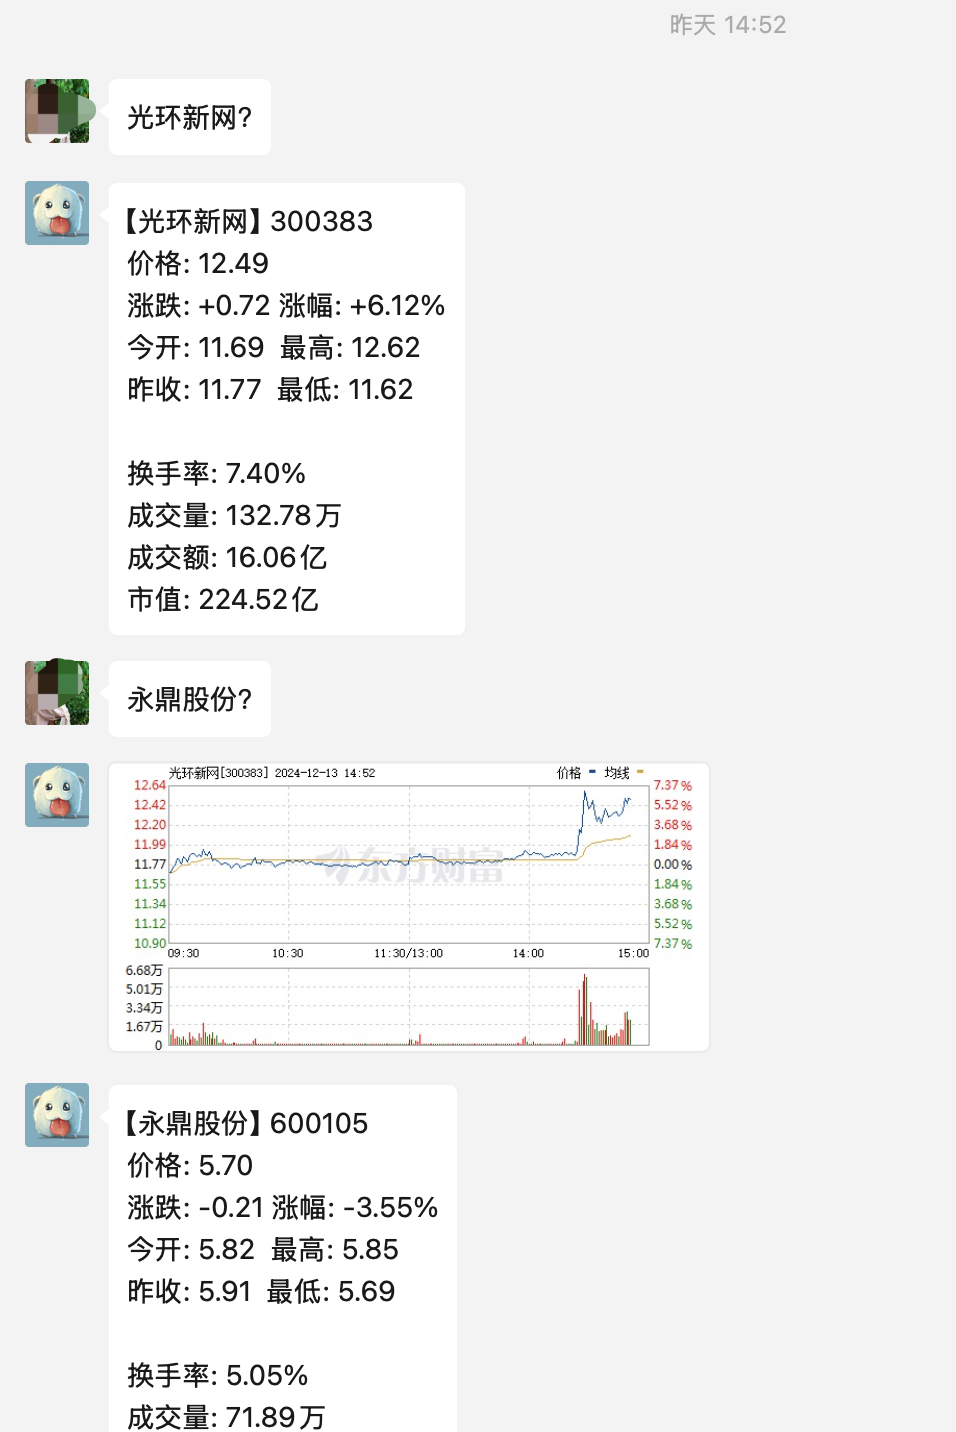 昨天 14:52
光环新网?
【光环新网】300383
价格: 12.49
涨跌: +0.72 涨幅: +6.12%
今开: 11.69 最高: 12.62
昨收: 11.77 最低: 11.62
换手率: 7.40%
成交量: 132.78万
成交额: 16.06亿
市值: 224.52亿
永鼎股份?
光环新网[300383] 2024-12-13 14:52 价格 均线
12.64 7.37%
12.42 5.52%
12.20 3.68%
11.99 1.84%
11.77 0.00%
东方财富
11.55 1.84%
11.34 3.68%
11.12 5.52%
10.90 7.37%
09:30 10:30 11:30/13:00 14:00 15:00
6.68万
5.01万
3.34万
1.67万
0
【永鼎股份】600105
价格: 5.70
涨跌: -0.21 涨幅: -3.55%
今开: 5.82 最高: 5.85
昨收: 5.91 最低: 5.69
换手率: 5.05%
成交量: 71.89万